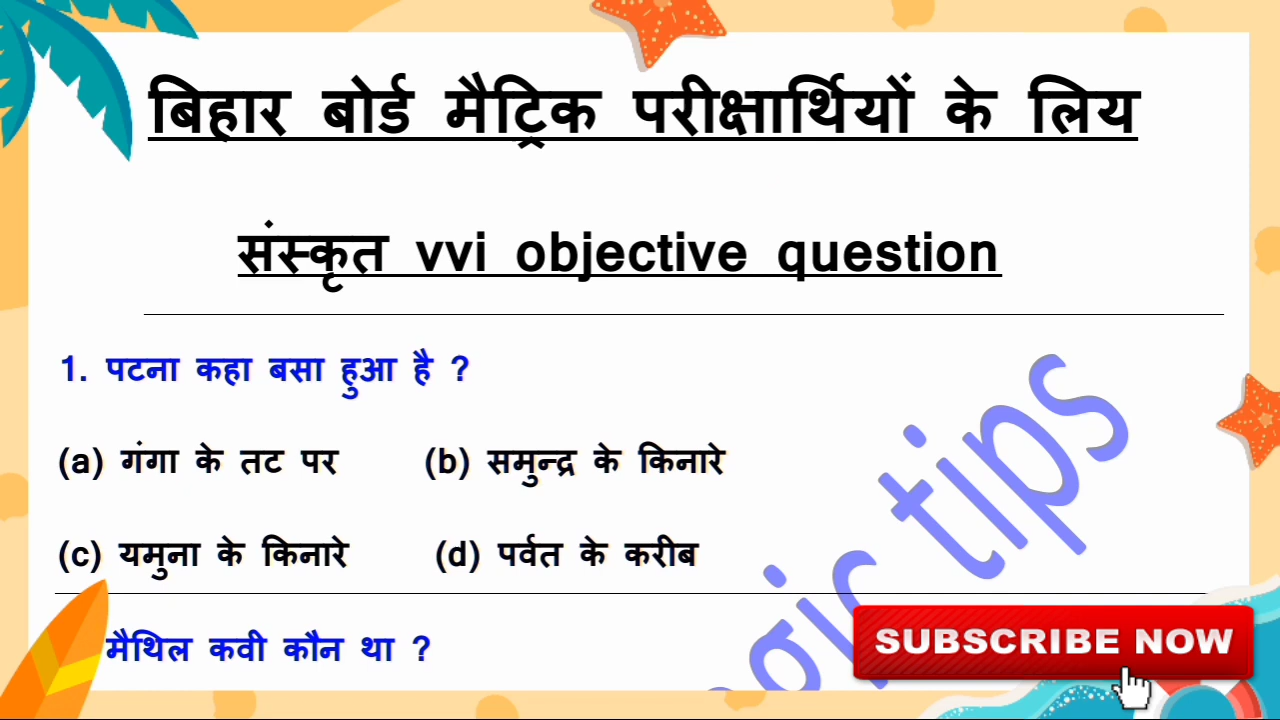 बिहार बोर्ड मैट्रिक परीक्षार्थियों के लिय
संस्कृत vvi objective question
1. पटना कहा बसा हुआ है ?
(a) गंगा के तट पर (b) समुन्द्र के किनारे
(c) यमुना के किनारे (d) पर्वत के करीब
मैथिल कवी कौन था ?
tips
SUBSCRIBE NOW